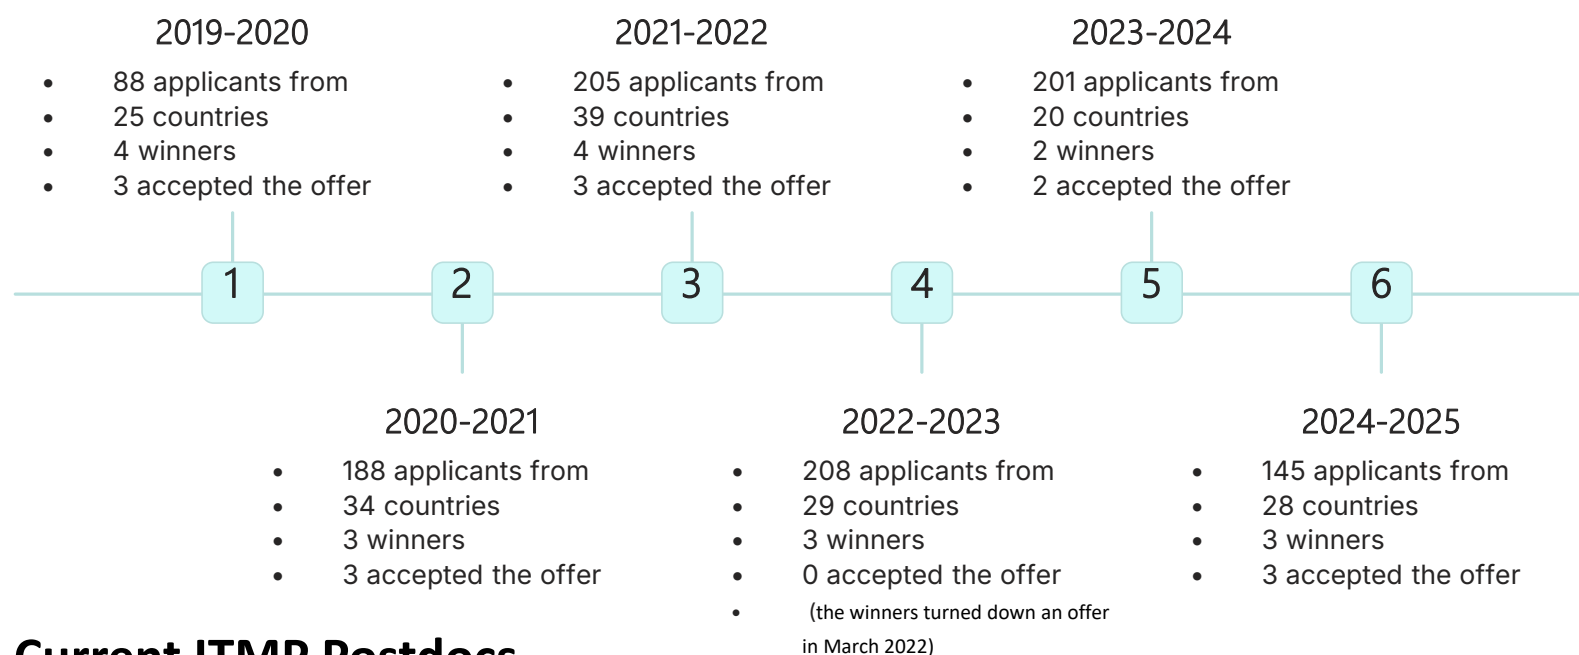 2019-2020
• 88 applicants from
• 25 countries
• 4 winners
• 3 accepted the offer
2021-2022
• 205 applicants from
• 39 countries
• 4 winners
• 3 accepted the offer
2023-2024
• 201 applicants from
• 20 countries
• 2 winners
• 2 accepted the offer
1
2
3
4
5
6
2020-2021
• 188 applicants from
• 34 countries
• 3 winners
• 3 accepted the offer
2022-2023
• 208 applicants from
• 29 countries
• 3 winners
• 0 accepted the offer
• (the winners turned down an offer
in March 2022)
2024-2025
• 145 applicants from
• 28 countries
• 3 winners
• 3 accepted the offer
Current ITMP Postdocs